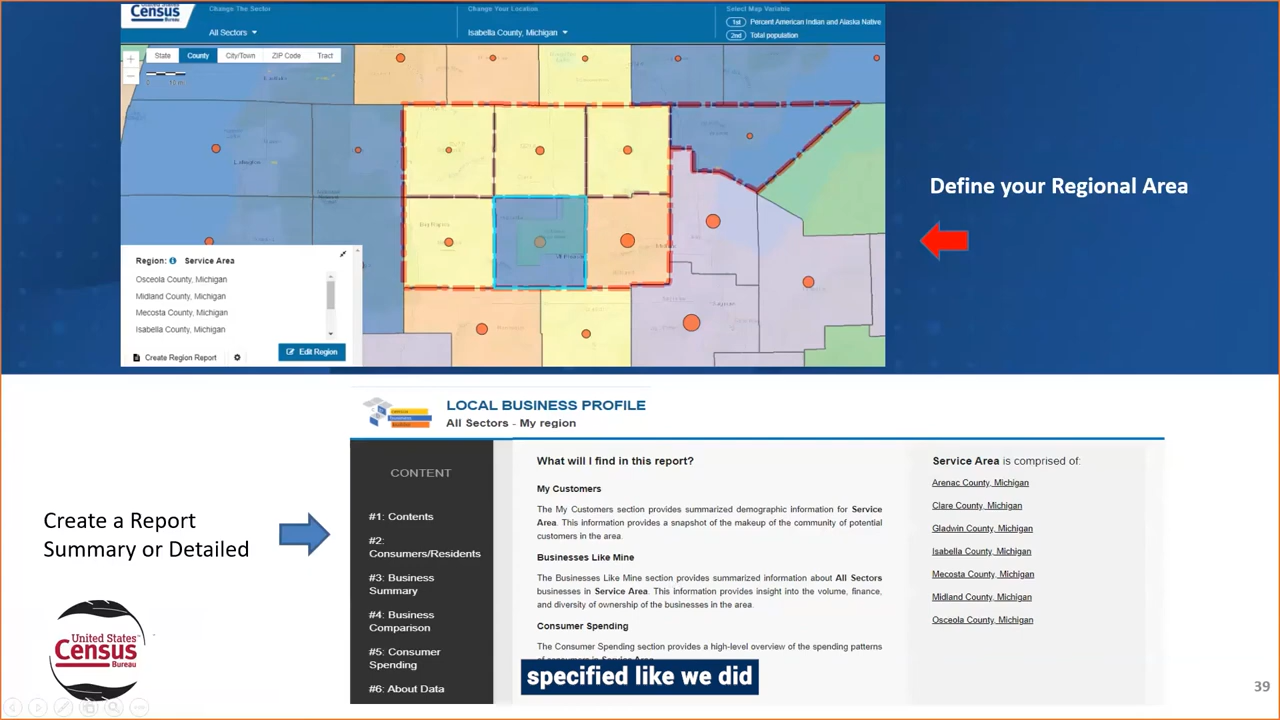 Census
Bureau
Change The Sector
All Sectors
Change Your Location
Isabella County, Michigan
Select Map Variable
1st Percent American Indian and Alaska Native
2nd Total population
+
−
State County City/Town ZIP Code Tract
Region: Service Area
Osceola County, Michigan
Midland County, Michigan
Mecosta County, Michigan
Isabella County, Michigan
Create Region Report
Edit Region
Define your Regional Area
Create a Report
Summary or Detailed
United States
Census
Bureau
LOCAL BUSINESS PROFILE
All Sectors - My region
CONTENT
#1: Contents
#2:
Consumers/Residents
#3: Business
Summary
#4: Business
Comparison
#5: Consumer
Spending
#6: About Data
What will I find in this report?
My Customers
The My Customers section provides summarized demographic information for Service
Area. This information provides a snapshot of the makeup of the community of potential
customers in the area.
Businesses Like Mine
The Businesses Like Mine section provides summarized information about All Sectors
businesses in Service Area. This information provides insight into the volume, finance,
and diversity of ownership of the businesses in the area.
Consumer Spending
The Consumer Spending section provides a high-level overview of the spending patterns
Service Area is comprised of:
Arenac County, Michigan
Clare County, Michigan
Gladwin County, Michigan
Isabella County, Michigan
Mecosta County, Michigan
Midland County, Michigan
Osceola County, Michigan
specified like we did
39